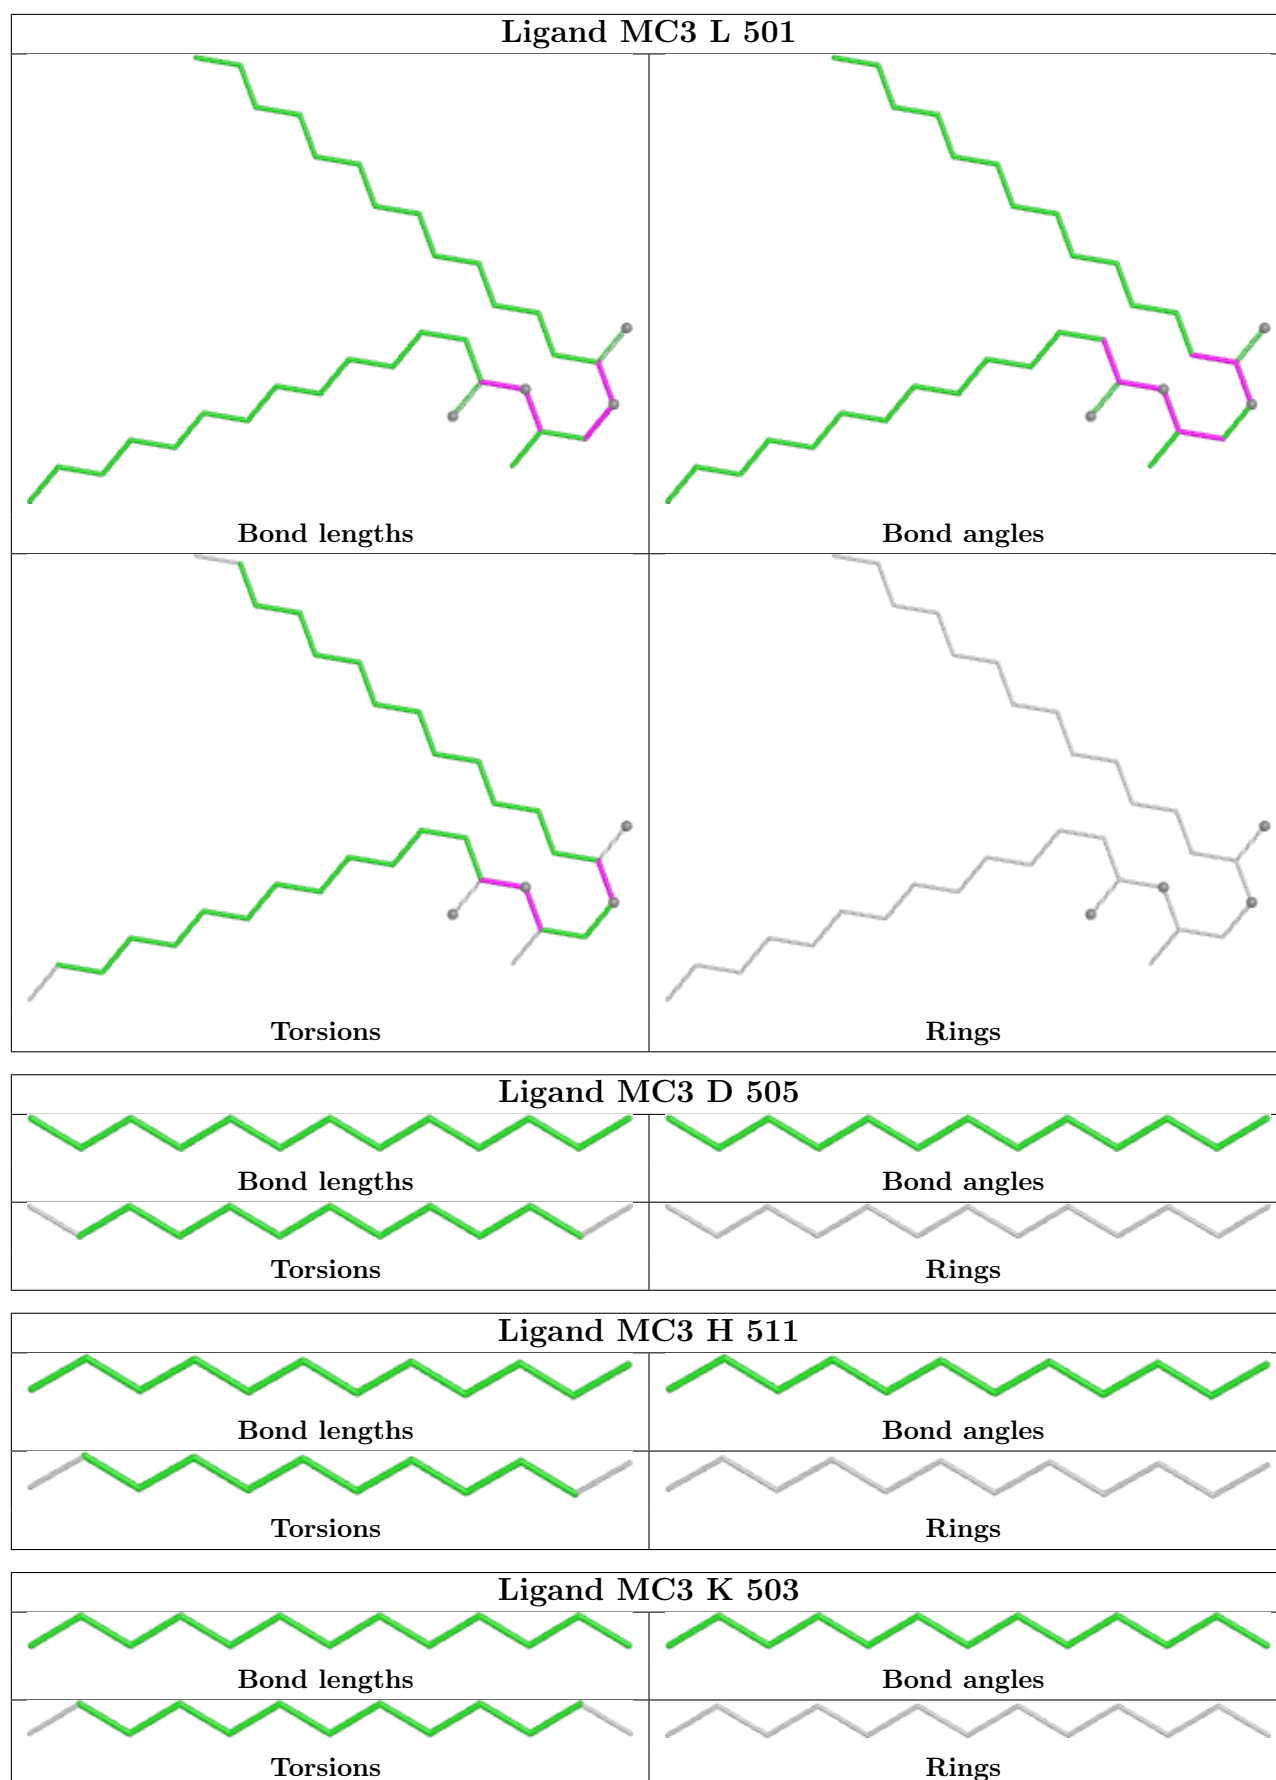 Ligand MC3 L 501
Bond lengths Bond angles
Torsions Rings
Ligand MC3 D 505
Bond lengths Bond angles
Torsions Rings
Ligand MC3 H 511
Bond lengths Bond angles
Torsions Rings
Ligand MC3 K 503
Bond lengths Bond angles
Torsions Rings